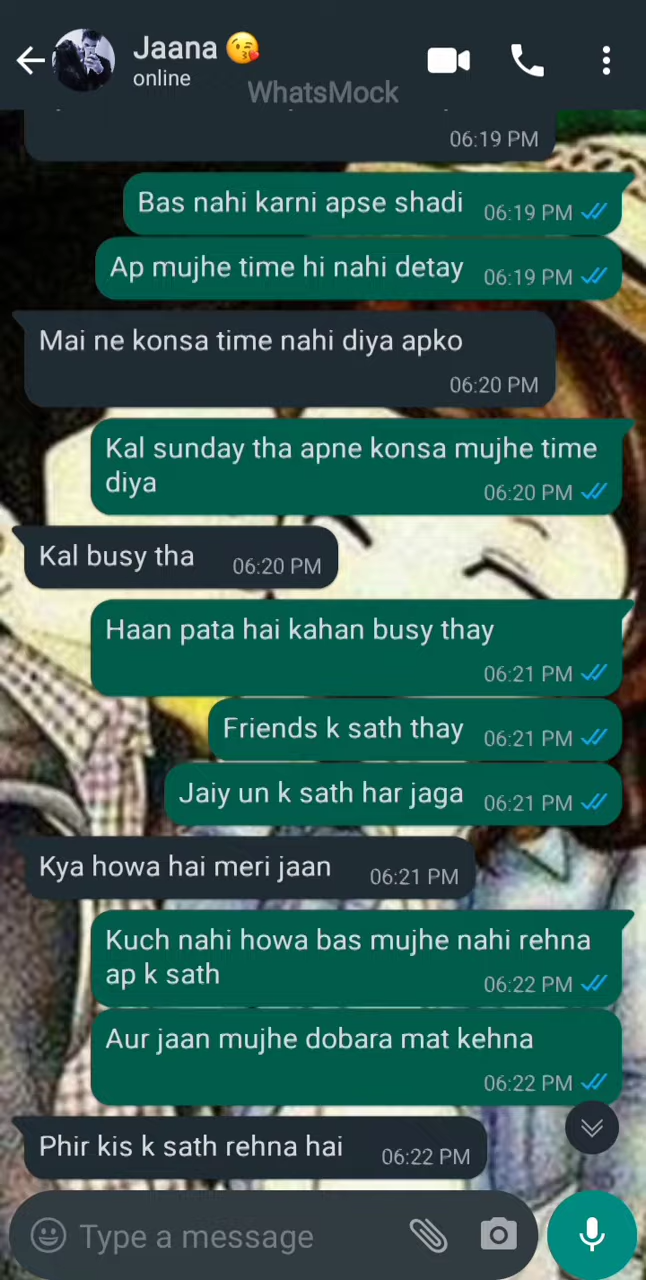 Jaana 😘
online
WhatsMock
06:19 PM
Bas nahi karni apse shadi
06:19 PM
Ap mujhe time hi nahi detay
06:19 PM
Mai ne konsa time nahi diya apko
06:20 PM
Kal sunday tha apne konsa mujhe time
diya
06:20 PM
Kal busy tha
06:20 PM
Haan pata hai kahan busy thay
06:21 PM
Friends k sath thay
06:21 PM
Jaiy un k sath har jaga
06:21 PM
Kya howa hai meri jaan
06:21 PM
Kuch nahi howa bas mujhe nahi rehna
ap k sath
06:22 PM
Aur jaan mujhe dobara mat kehna
06:22 PM
Phir kis k sath rehna hai
06:22 PM
Type a message